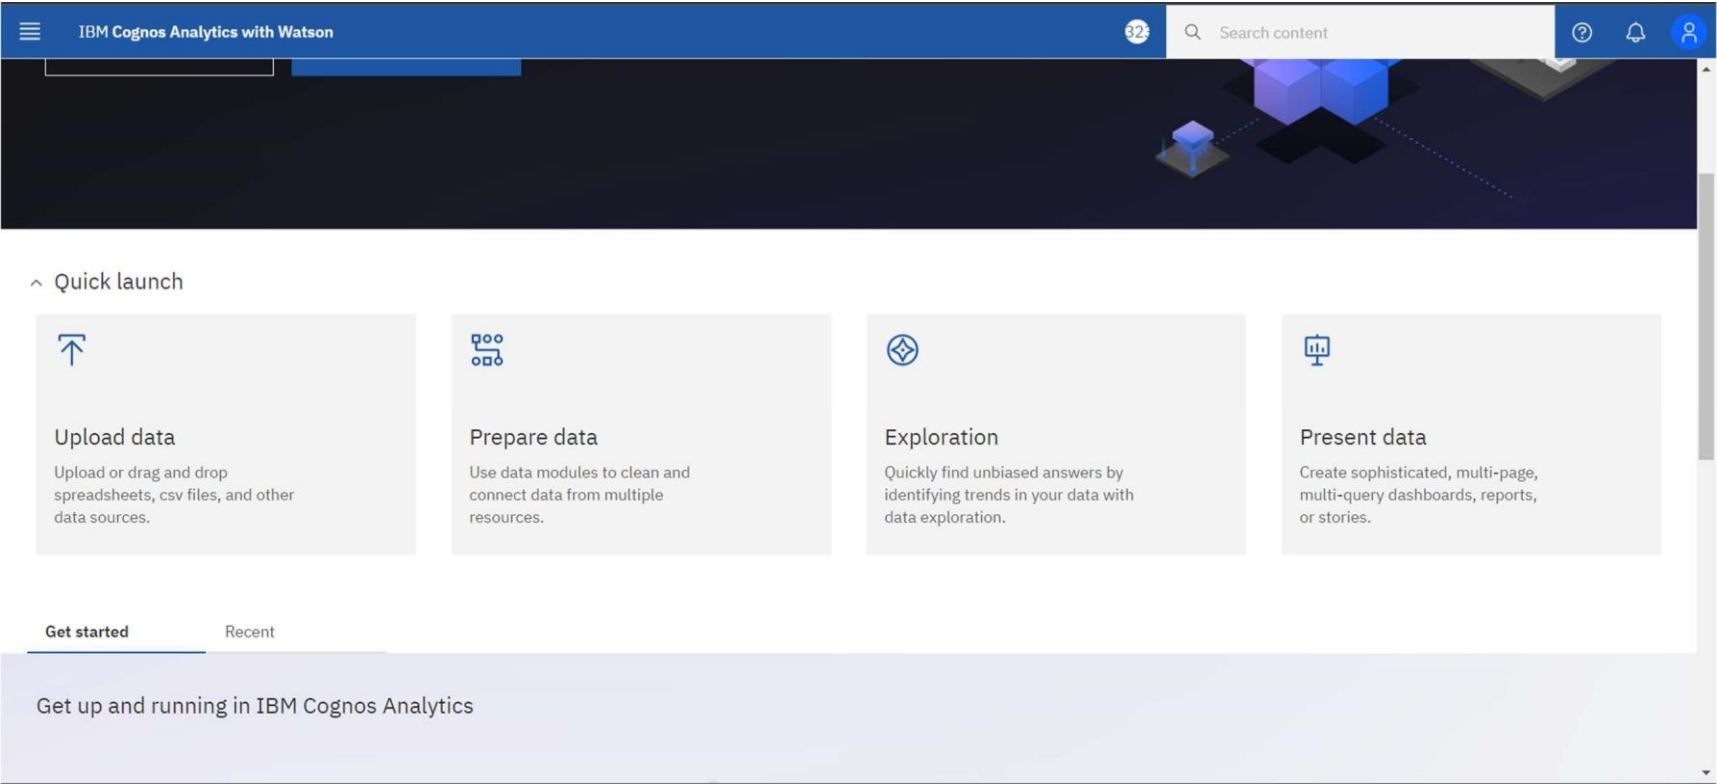 IBM Cognos Analytics with Watson
Search content
Quick launch
Upload data
Upload or drag and drop
spreadsheets, csv files, and other
data sources.
Prepare data
Use data modules to clean and
connect data from multiple
resources.
Exploration
Quickly find unbiased answers by
identifying trends in your data with
data exploration.
Present data
Create sophisticated, multi-page,
multi-query dashboards, reports,
or stories.
Get started
Recent
Get up and running in IBM Cognos Analytics